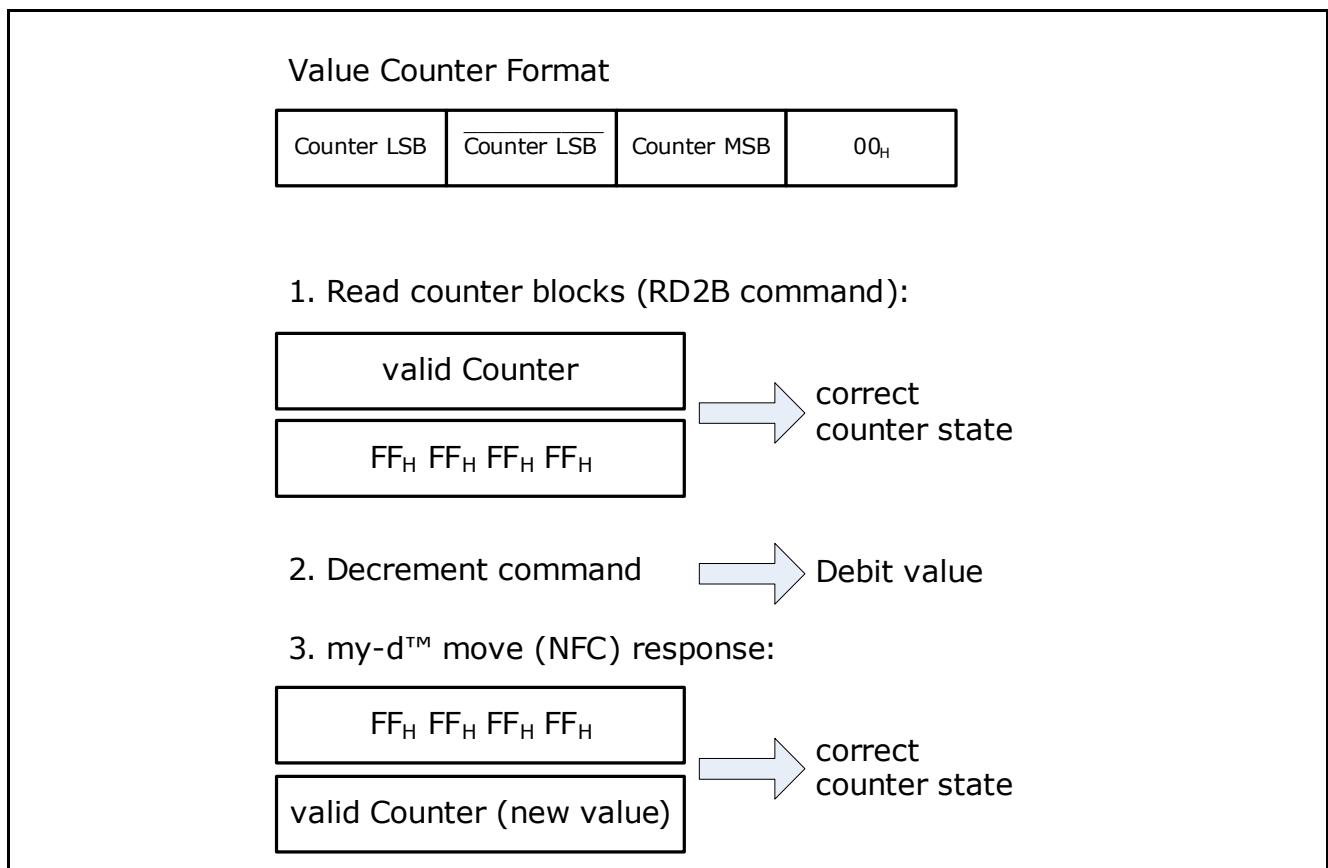 Value Counter Format
Counter LSB C̅o̅u̅n̅t̅e̅r̅ ̅L̅S̅B̅ Counter MSB 00H
1. Read counter blocks (RD2B command):
valid Counter
FFH FFH FFH FFH
correct
counter state
2. Decrement command
Debit value
3. my-d™ move (NFC) response:
FFH FFH FFH FFH
valid Counter (new value)
correct
counter state